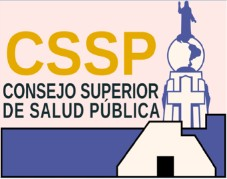 CSSP
CONSEJO SUPERIOR
DE SALUD PÚBLICA